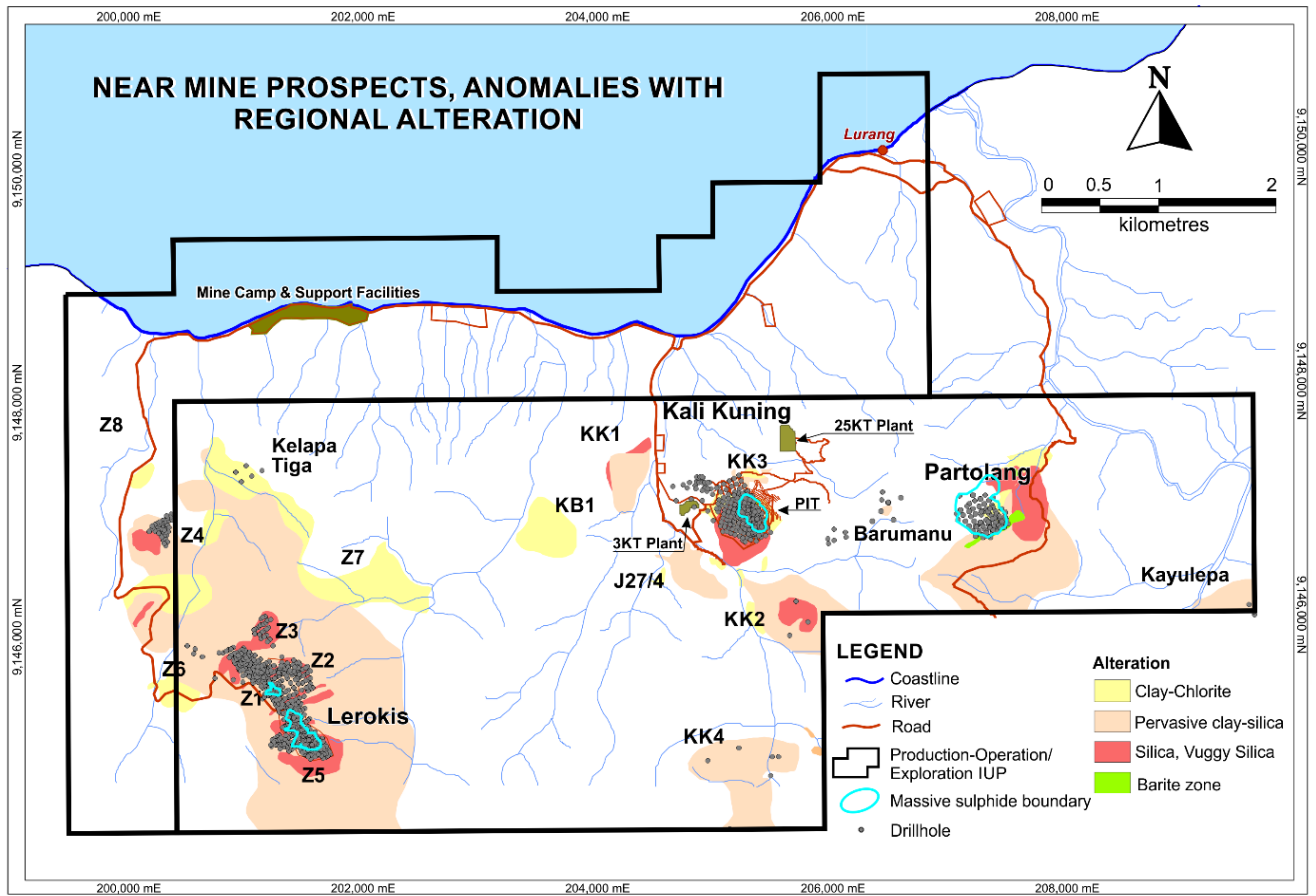 200,000 mE
202,000 mE
204,000 mE
206,000 mE
208,000 mE
NEAR MINE PROSPECTS, ANOMALIES WITH
REGIONAL ALTERATION
N
Lurang
9,150,000 mN
9,150,000 mN
0 0.5 1 2
kilometres
Mine Camp & Support Facilities
9,148,000 mN
9,148,000 mN
Z8
Kelapa
Tiga
KK1
Kali Kuning
25KT Plant
KK3
Partolang
KB1
PIT
Z4
3KT Plant
Barumanu
Z7
J27/4
Kayulepa
9,146,000 mN
9,146,000 mN
Z3
KK2
Z6
Z2
Z1
Lerokis
Z5
KK4
LEGEND
Coastline
River
Road
Production-Operation/
Exploration IUP
Massive sulphide boundary
Drillhole
Alteration
Clay-Chlorite
Pervasive clay-silica
Silica, Vuggy Silica
Barite zone
200,000 mE
202,000 mE
204,000 mE
206,000 mE
208,000 mE